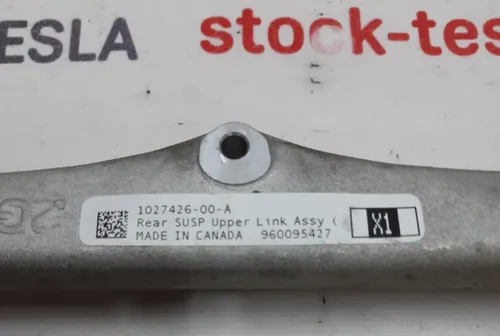 ESLA stock-tes
1027426-00-A
Rear SUSP Upper Link Assy (
MADE IN CANADA 960095427
X1